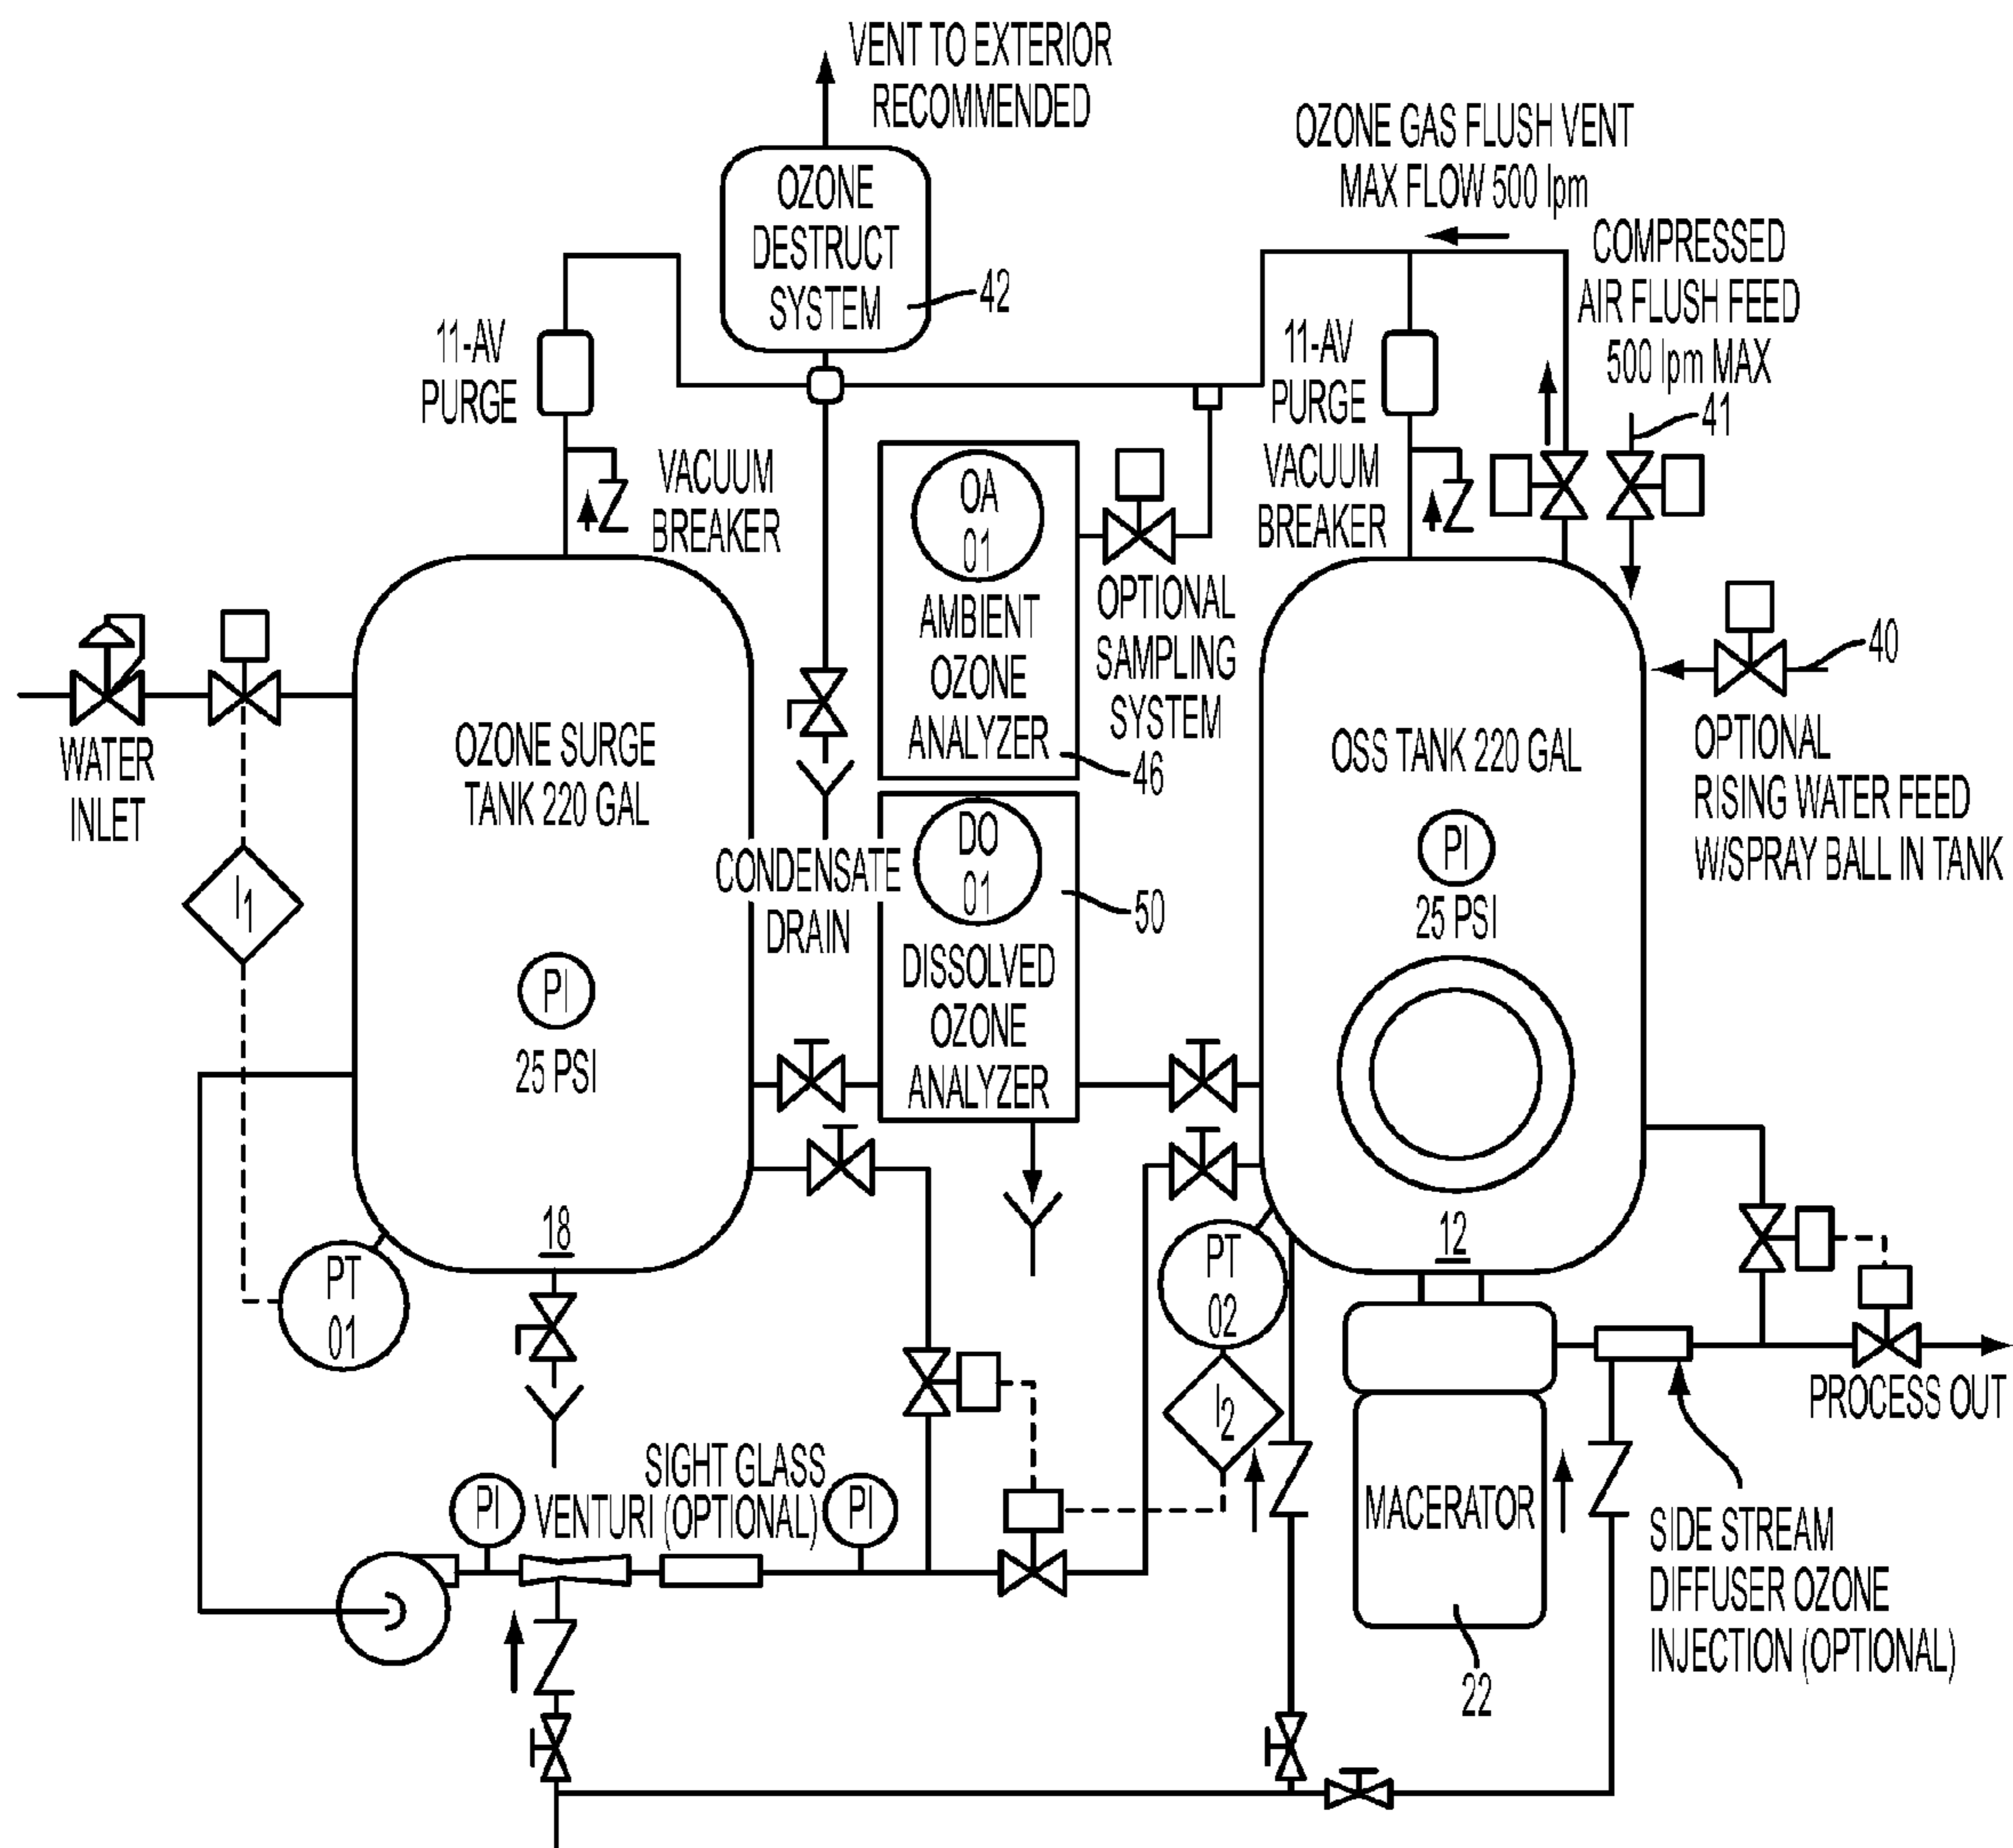 VENT TO EXTERIOR
RECOMMENDED
OZONE
DESTRUCT
SYSTEM
42
OZONE GAS FLUSH VENT
MAX FLOW 500 lpm
COMPRESSED
AIR FLUSH FEED
500 lpm MAX
41
11-AV
PURGE
VACUUM
BREAKER
11-AV
PURGE
VACUUM
BREAKER
OA
01
AMBIENT
OZONE
ANALYZER
46
OPTIONAL
SAMPLING
SYSTEM
40
OPTIONAL
RISING WATER FEED
W/SPRAY BALL IN TANK
WATER
INLET
OZONE SURGE
TANK 220 GAL
PI
25 PSI
18
I1
PT
01
CONDENSATE
DRAIN
DO
01
DISSOLVED
OZONE
ANALYZER
50
OSS TANK 220 GAL
PI
25 PSI
12
PT
02
I2
PROCESS OUT
SIGHT GLASS
PI
VENTURI (OPTIONAL)
PI
MACERATOR
22
SIDE STREAM
DIFFUSER OZONE
INJECTION (OPTIONAL)